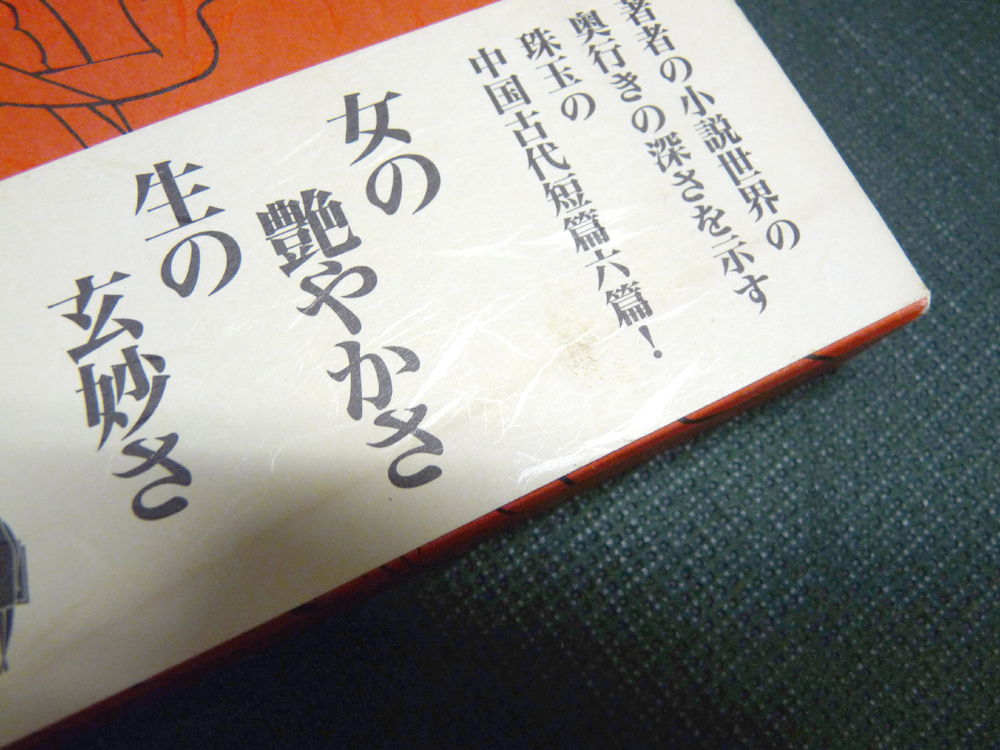 著者の小説世界の
奥行きの深さを示す
珠玉の
中国古代短篇六篇！
女の
艶やかさ
生の
玄妙さ